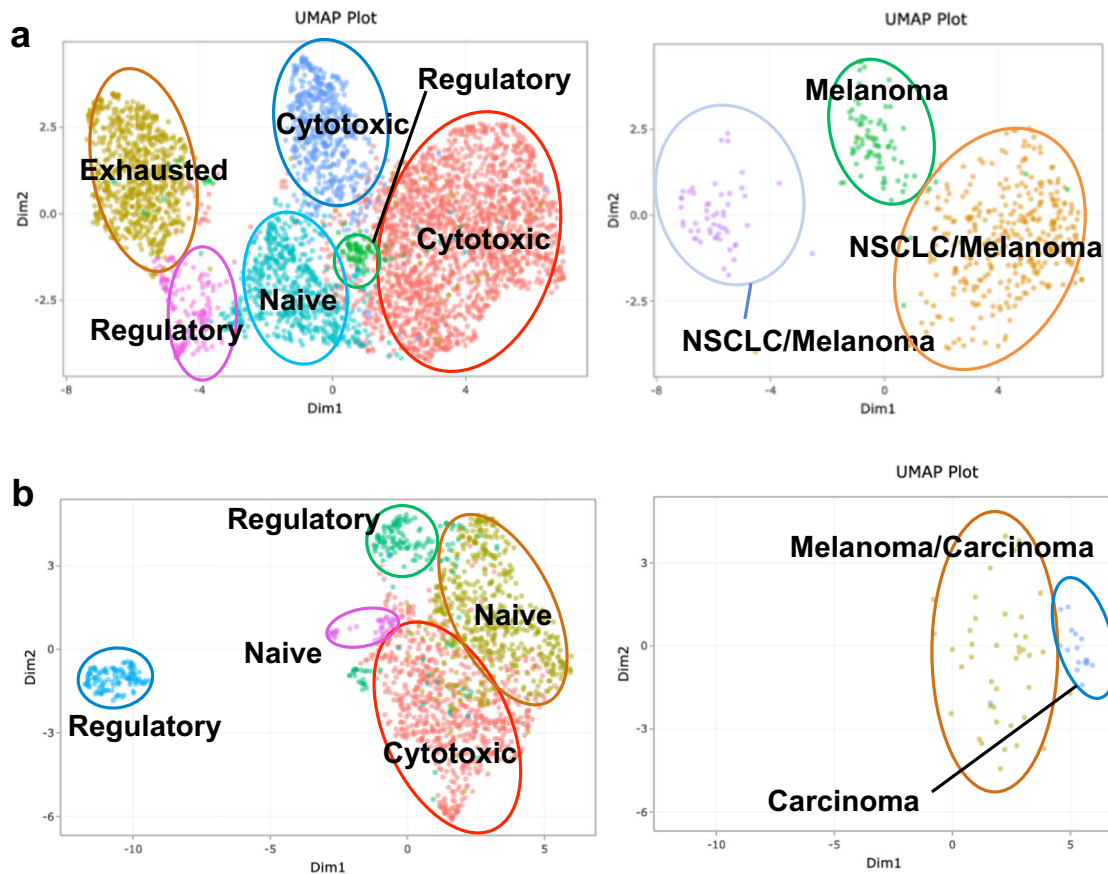 a
UMAP Plot
UMAP Plot
Regulatory
Cytotoxic
Exhausted
Cytotoxic
Naive
Regulatory
2.5
0.0
-2.5
Dim2
-8
-4
0
4
Dim1
Melanoma
NSCLC/Melanoma
NSCLC/Melanoma
2.5
0.0
-2.5
Dim2
-8
-4
0
4
Dim1
b
UMAP Plot
Regulatory
Naive
Naive
Regulatory
Cytotoxic
3
0
-3
-6
Dim2
-10
-5
0
5
Dim1
Melanoma/Carcinoma
Carcinoma
3
0
-3
-6
Dim2
-10
-5
0
5
Dim1